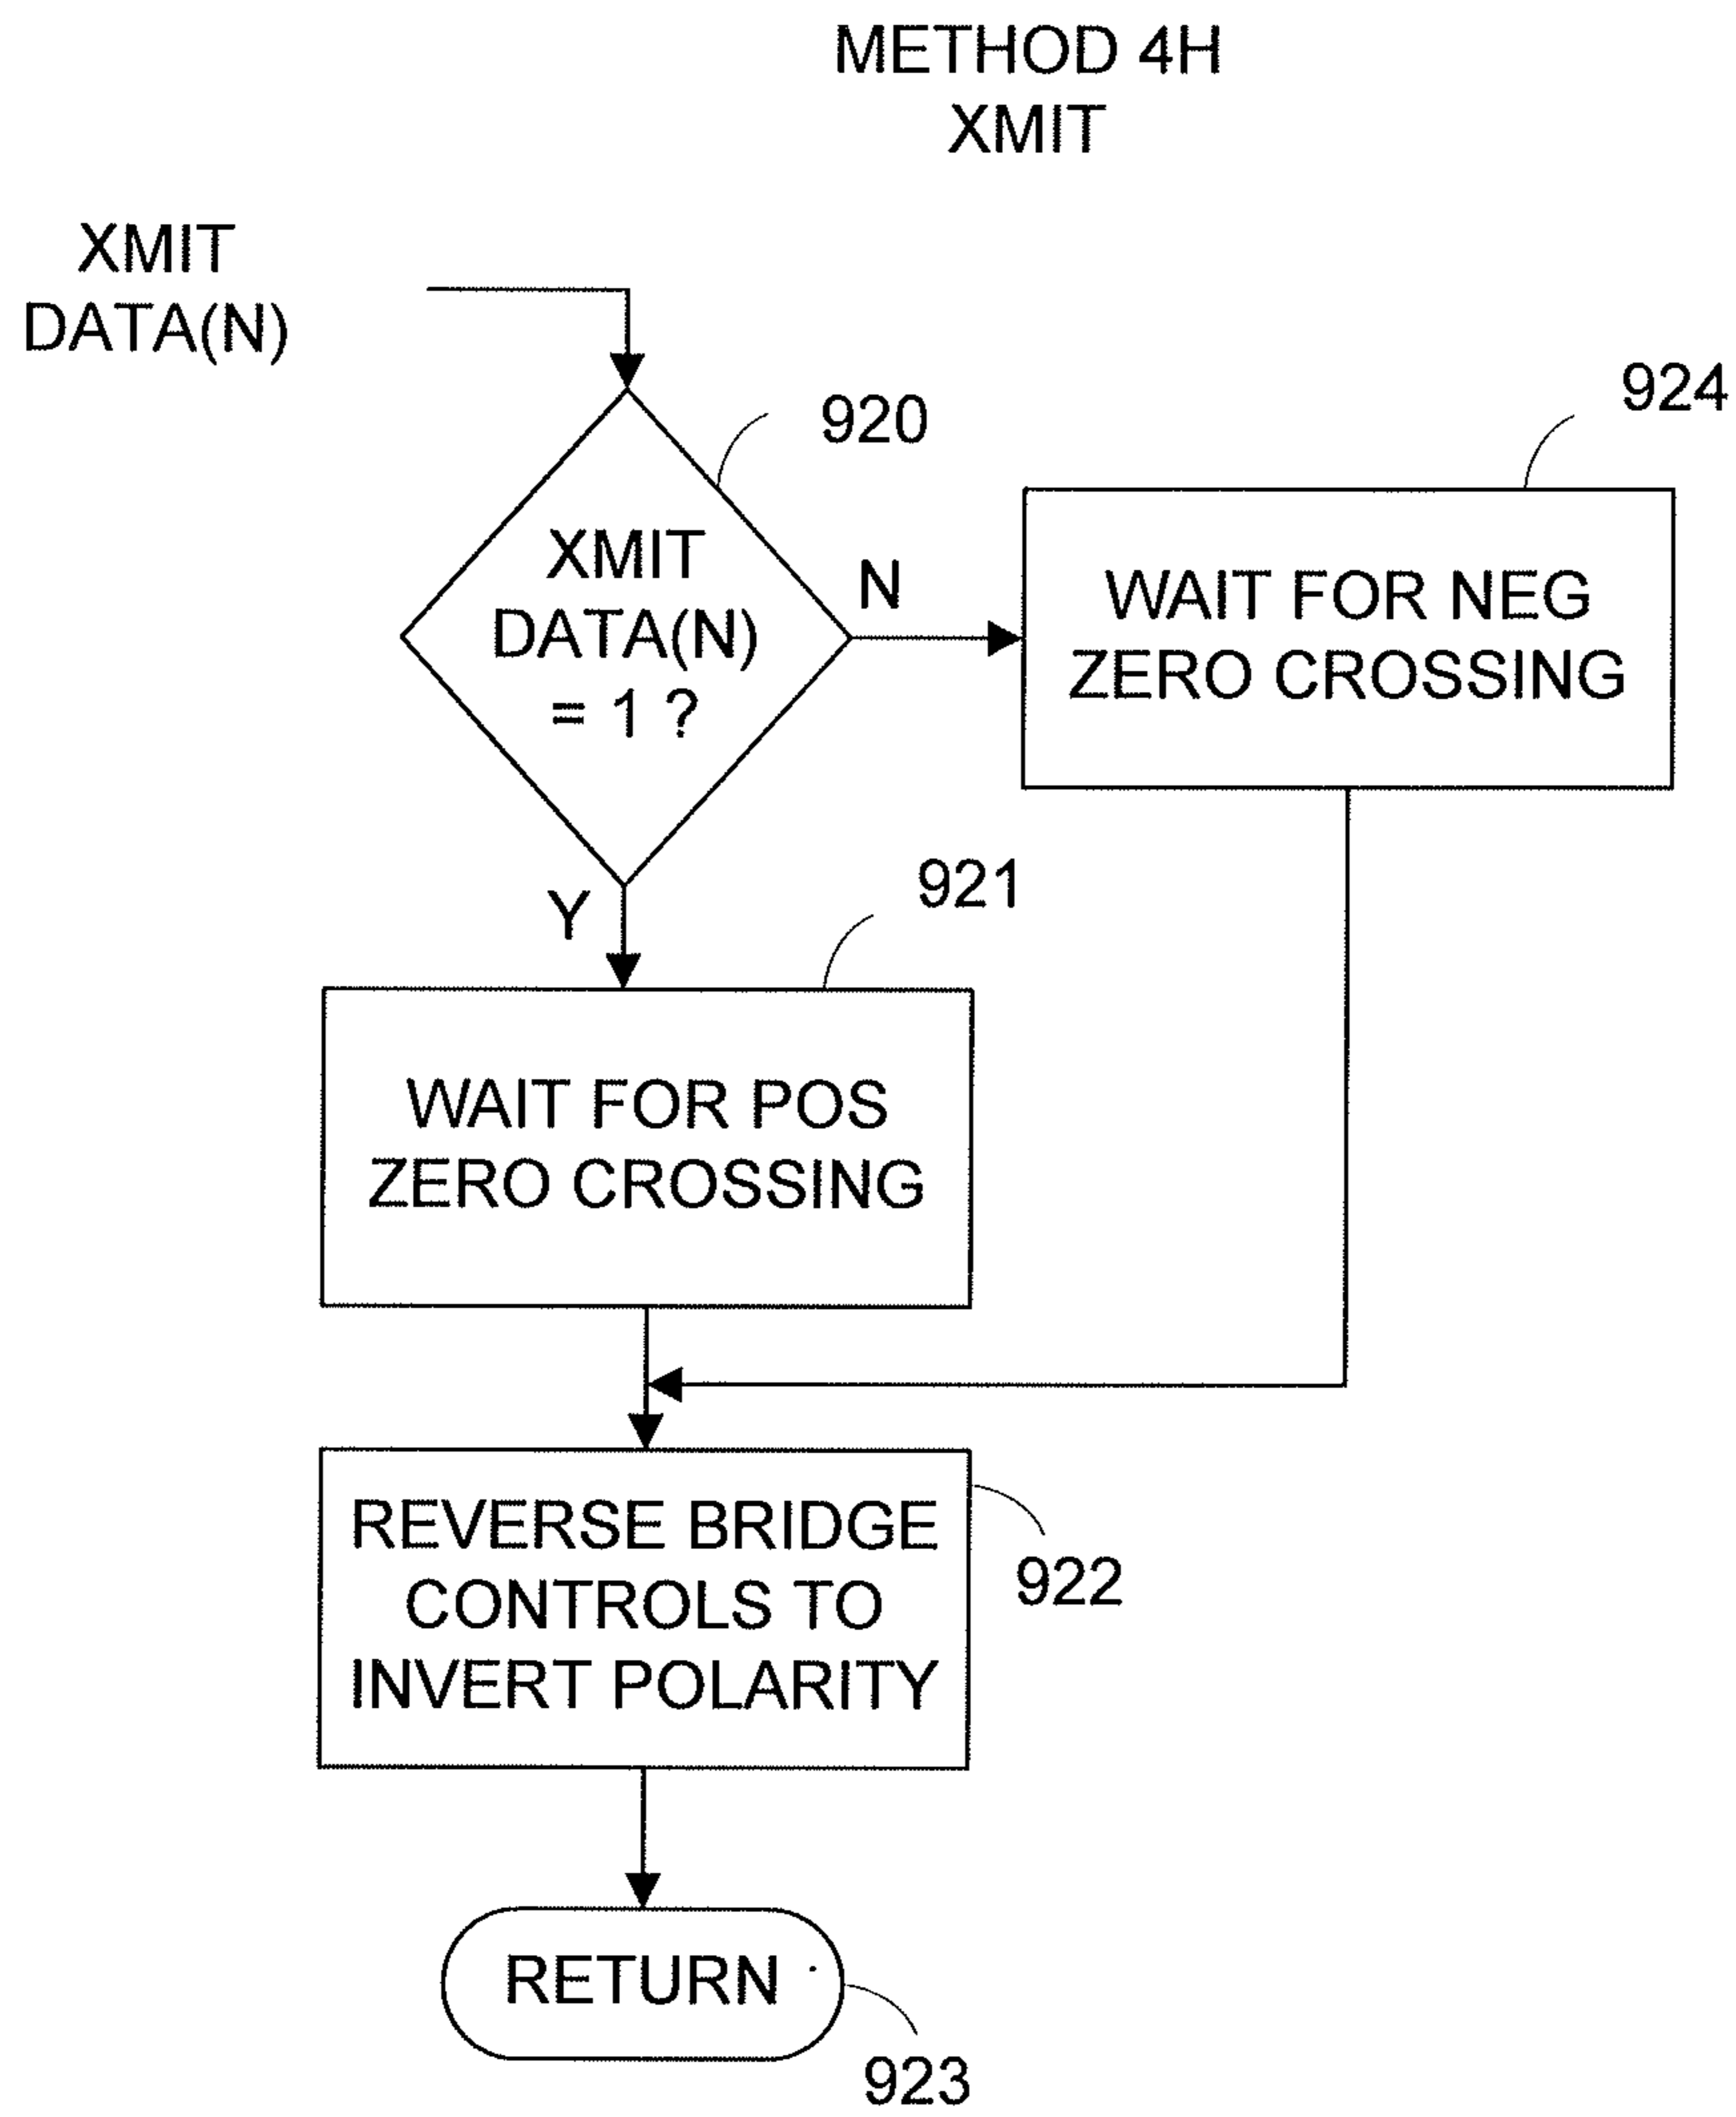 METHOD 4H
XMIT
XMIT
DATA(N)
920
924
XMIT
DATA(N)
= 1 ?
N
WAIT FOR NEG
ZERO CROSSING
Y
921
WAIT FOR POS
ZERO CROSSING
REVERSE BRIDGE
CONTROLS TO
INVERT POLARITY
922
RETURN
923